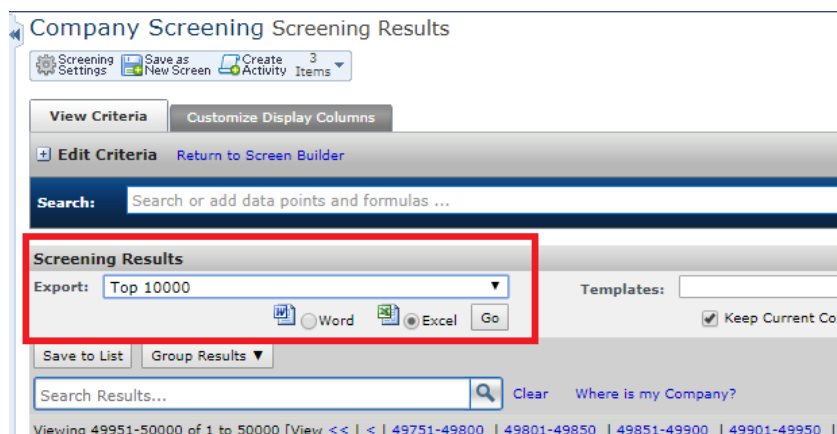 Company Screening Screening Results
Screening Settings Save as New Screen Create Activity 3 Items
View Criteria Customize Display Columns
Edit Criteria Return to Screen Builder
Search: Search or add data points and formulas ...
Screening Results
Export: Top 10000 Templates:
Word Excel Go Keep Current Co
Save to List Group Results ▼
Search Results... Clear Where is my Company?
Viewing 49951-50000 of 1 to 50000 [View << | < | 49751-49800 | 49801-49850 | 49851-49900 | 49901-49950 |